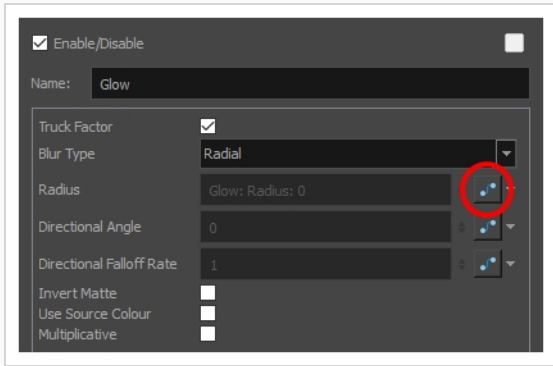 Enable/Disable
Name: Glow
Truck Factor
Blur Type Radial
Radius Glow: Radius: 0
Directional Angle 0
Directional Falloff Rate 1
Invert Matte
Use Source Colour
Multiplicative